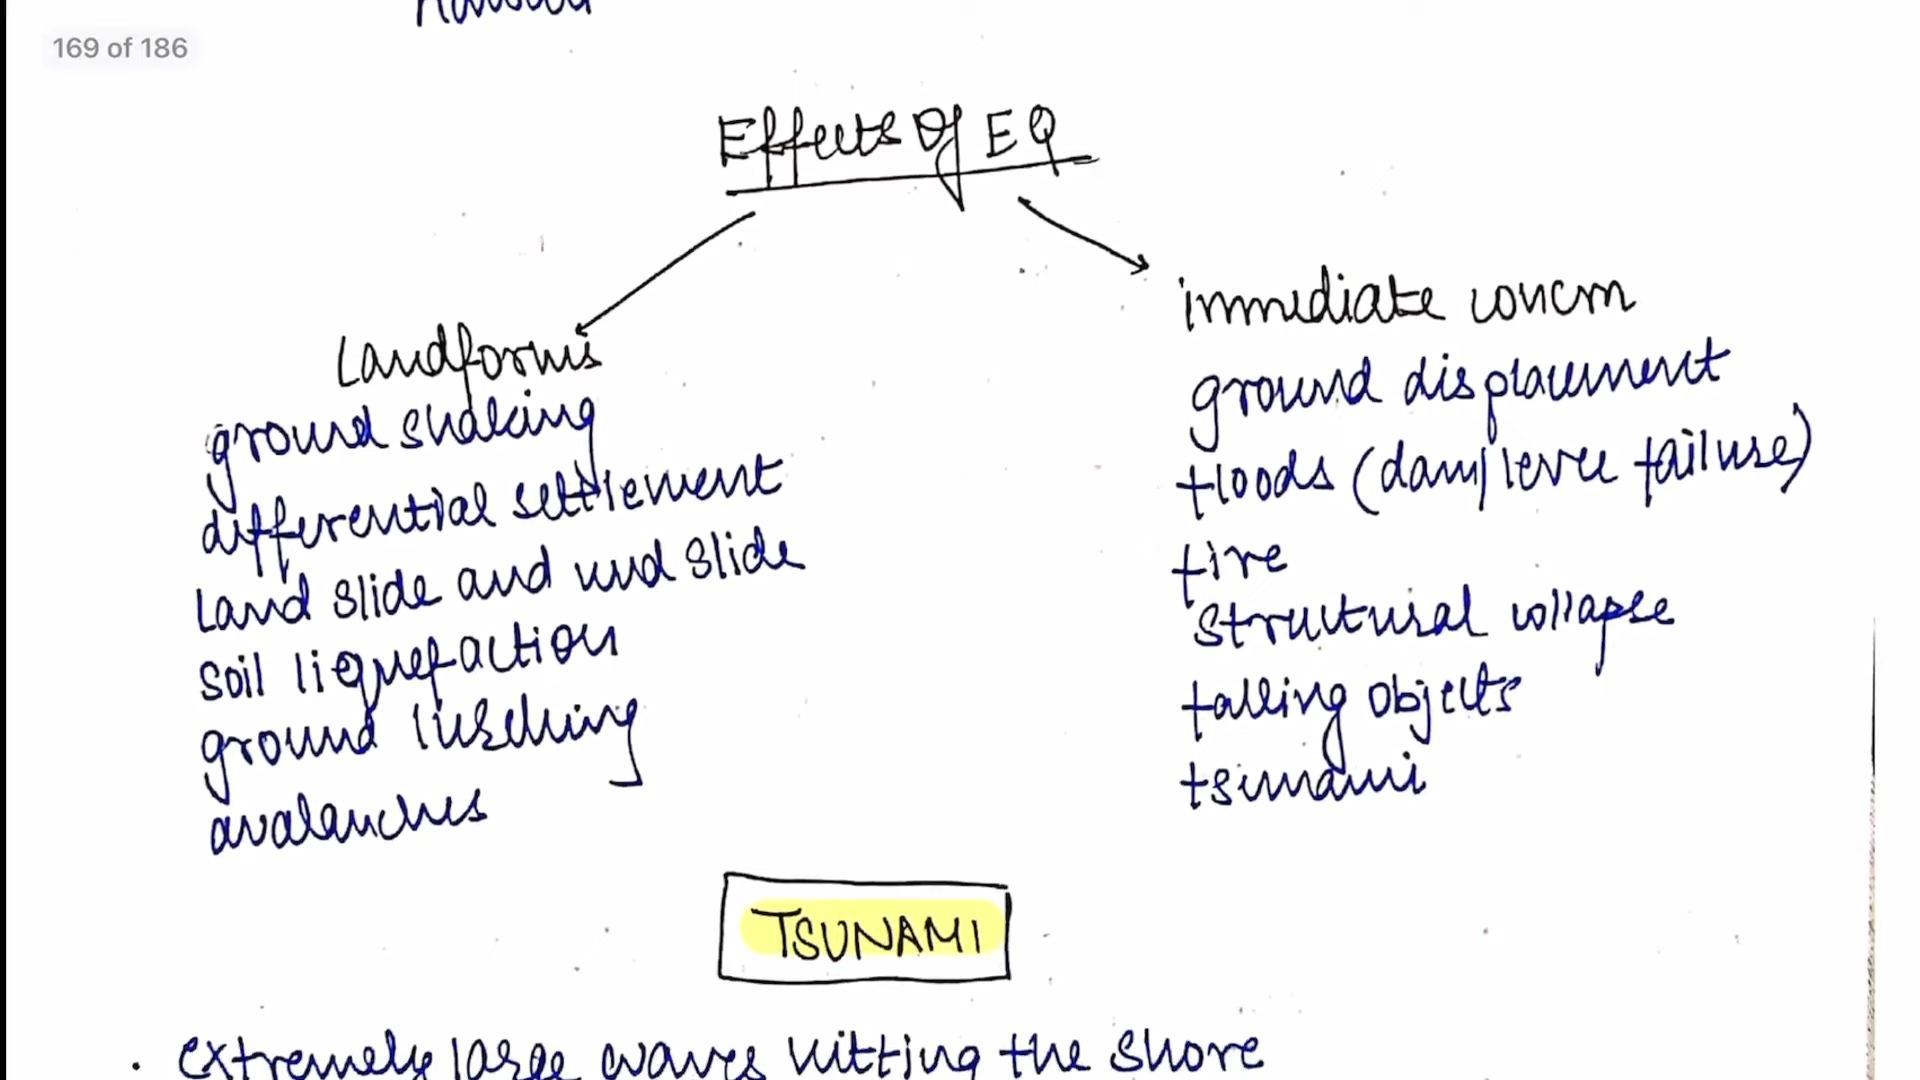 169 of 186
Effects Of EQ
Landforms
ground shaking
differential settlement
Land slide and mud slide
soil liquefaction
ground lurching
avalanches
immediate concern
ground displacement
floods (dam/levee failure)
fire
structural collapse
falling objects
tsunami
TSUNAMI
• extremely large waves hitting the shore